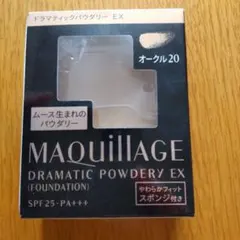 ドラマティックパウダリー EX
オークル20
ムース生まれの
パウダリー
MAQuillAGE
DRAMATIC POWDERY EX
(FOUNDATION)
SPF25・PA+++
やわらかフィット
スポンジ付き